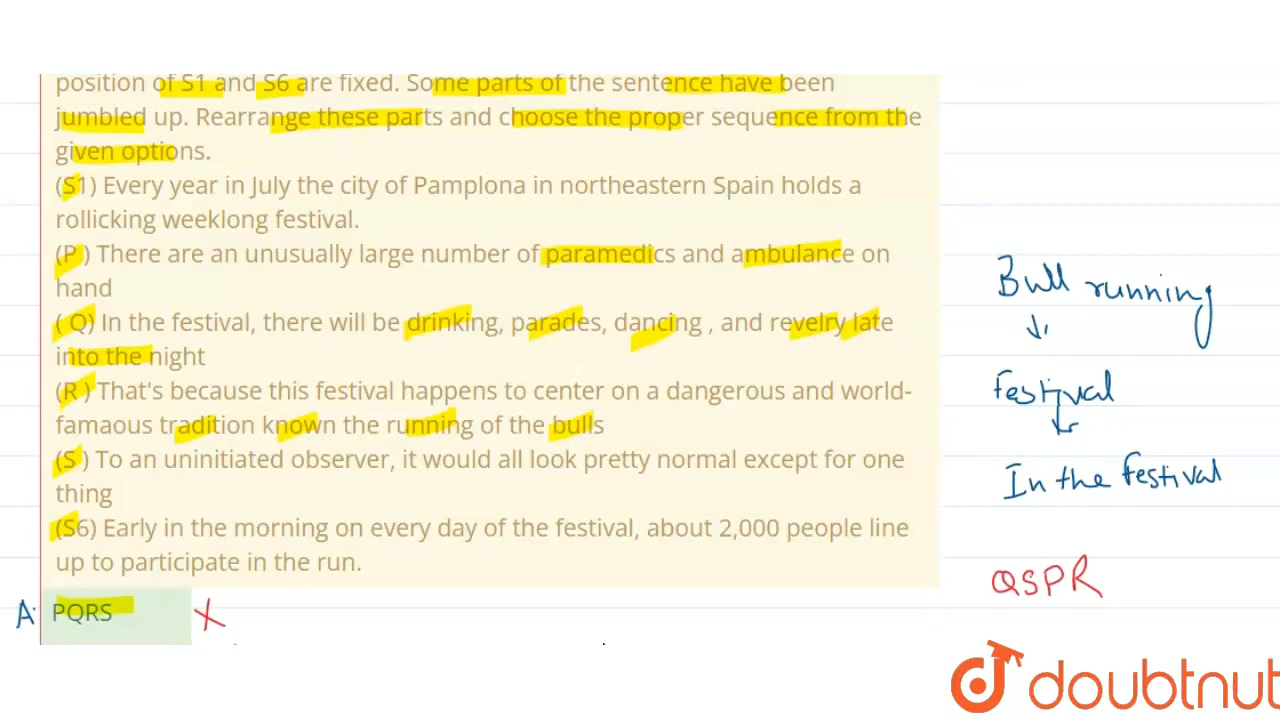 position of S1 and S6 are fixed. Some parts of the sentence have been
jumbled up. Rearrange these parts and choose the proper sequence from the
given options.
(S1) Every year in July the city of Pamplona in northeastern Spain holds a
rollicking weeklong festival.
(P ) There are an unusually large number of paramedics and ambulance on
hand
( Q) In the festival, there will be drinking, parades, dancing , and revelry late
into the night
(R ) That's because this festival happens to center on a dangerous and world-
famaous tradition known the running of the bulls
(S ) To an uninitiated observer, it would all look pretty normal except for one
thing
(S6) Early in the morning on every day of the festival, about 2,000 people line
up to participate in the run.
A. PQRS X
Bull running
Festival
In the festival
QSPR
doubtnut